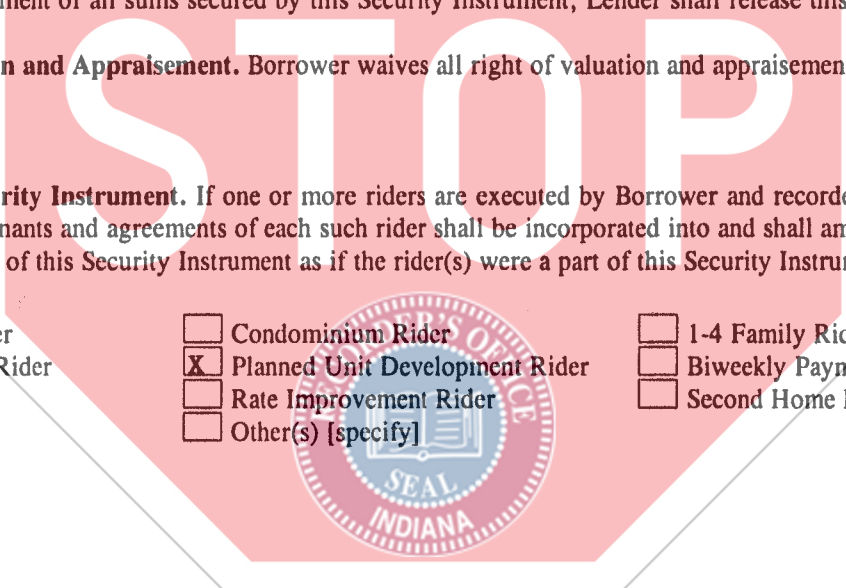 ment of all sums secured by this Security Instrument, Lender shall release this
STOP
n and Appraisement. Borrower waives all right of valuation and appraisemen
rity Instrument. If one or more riders are executed by Borrower and recorde
nants and agreements of each such rider shall be incorporated into and shall am
of this Security Instrument as if the rider(s) were a part of this Security Instrum
er
Condominium Rider
1-4 Family Rid
Rider
X Planned Unit Development Rider
Biweekly Paym
Rate Improvement Rider
Second Home
Other(s) [specify]
RECORDER'S OFFICE
SEAL
INDIANA